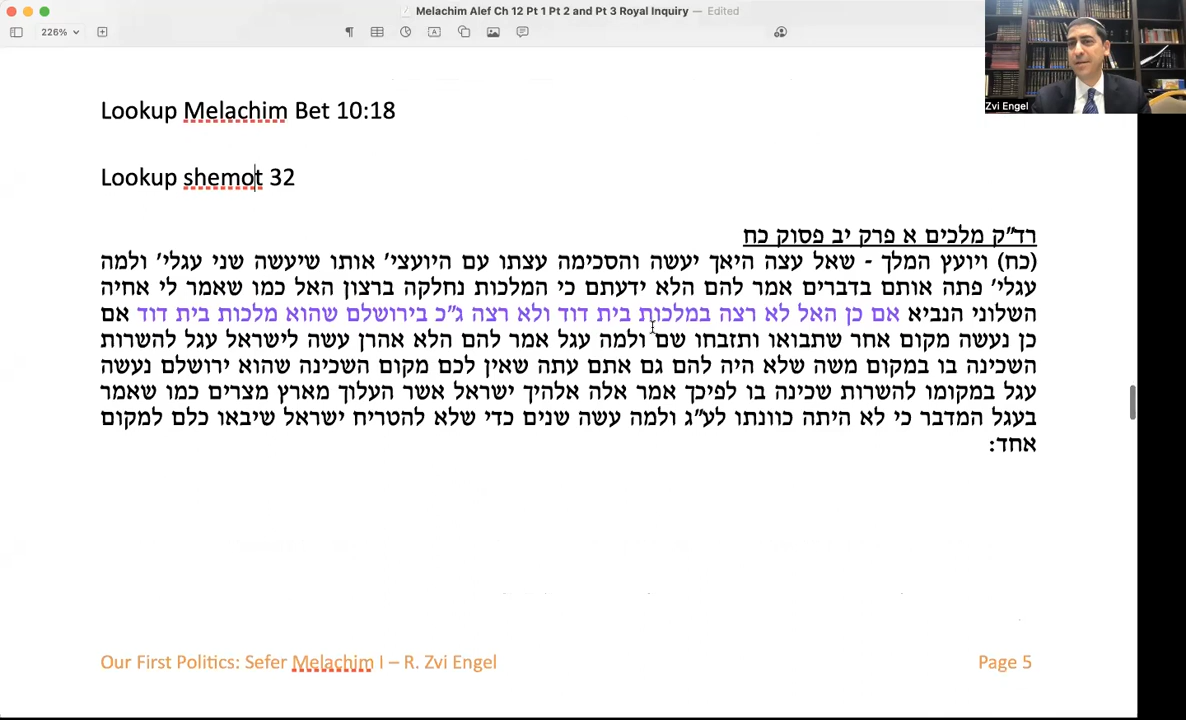 Melachim Alef Ch 12 Pt 1 Pt 2 and Pt 3 Royal Inquiry — Edited
226%
Zvi Engel
Lookup Melachim Bet 10:18
Lookup shemot 32
רד"ק מלכים א פרק יב פסוק כח
(כח) ויועץ המלך - שאל עצה היאך יעשה והסכימה עצתו עם היועצי' אותו שיעשה שני עגלי' ולמה
עגלי' פתה אותם בדברים אמר להם הלא ידעתם כי המלכות נחלקה ברצון האל כמו שאמר לי אחיה
השלוני הנביא אם כן האל לא רצה במלכות בית דוד ולא רצה ג"כ בירושלם שהוא מלכות בית דוד אם
כן נעשה מקום אחר שתבואו ותזבחו שם ולמה עגל אמר להם הלא אהרן עשה לישראל עגל להשרות
השכינה בו במקום משה שלא היה להם גם אתם עתה שאין לכם מקום השכינה שהוא ירושלם נעשה
עגל במקומו להשרות שכינה בו לפיכך אמר אלה אלהיך ישראל אשר העלוך מארץ מצרים כמו שאמר
בעגל המדבר כי לא היתה כוונתו לע"ג ולמה עשה שנים כדי שלא להטריח ישראל שיבאו כלם למקום
אחד:
Our First Politics: Sefer Melachim I – R. Zvi Engel
Page 5